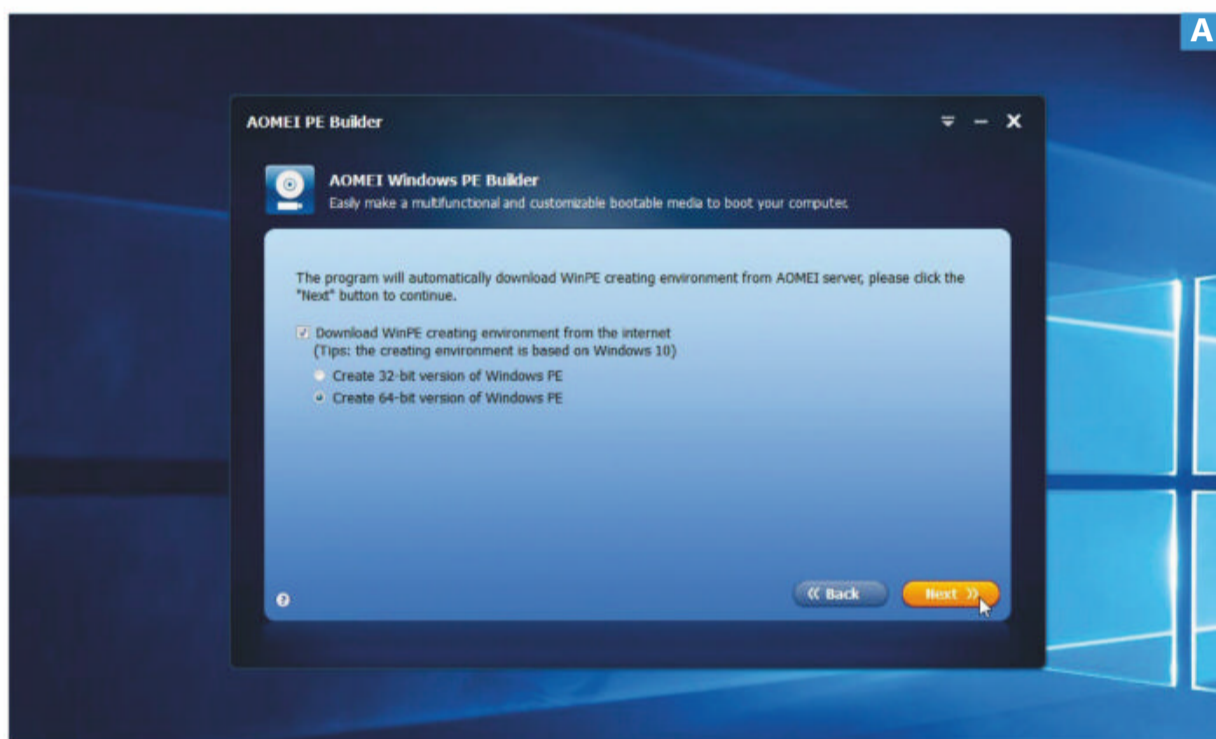 A
AOMEI PE Builder
AOMEI Windows PE Builder
Easily make a multifunctional and customizable bootable media to boot your computer.
The program will automatically download WinPE creating environment from AOMEI server, please click the
"Next" button to continue.
Download WinPE creating environment from the internet
(Tips: the creating environment is based on Windows 10)
Create 32-bit version of Windows PE
Create 64-bit version of Windows PE
? 
« Back
Next »